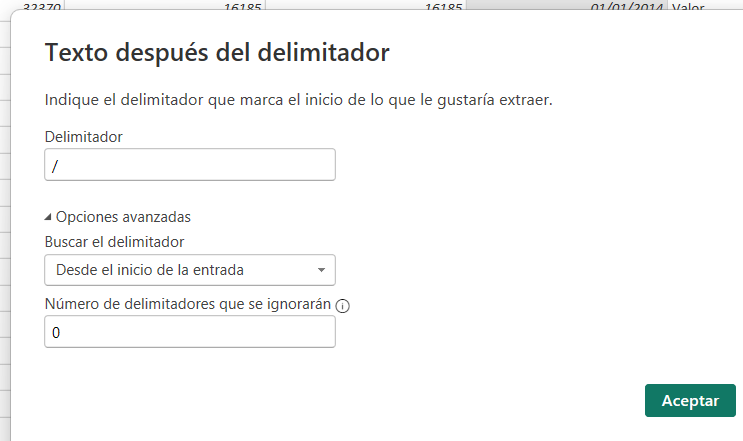 32370 16185 16185 01/01/2014 Valor
Texto después del delimitador
Indique el delimitador que marca el inicio de lo que le gustaría extraer.
Delimitador
/
Opciones avanzadas
Buscar el delimitador
Desde el inicio de la entrada
Número de delimitadores que se ignorarán
0
Aceptar